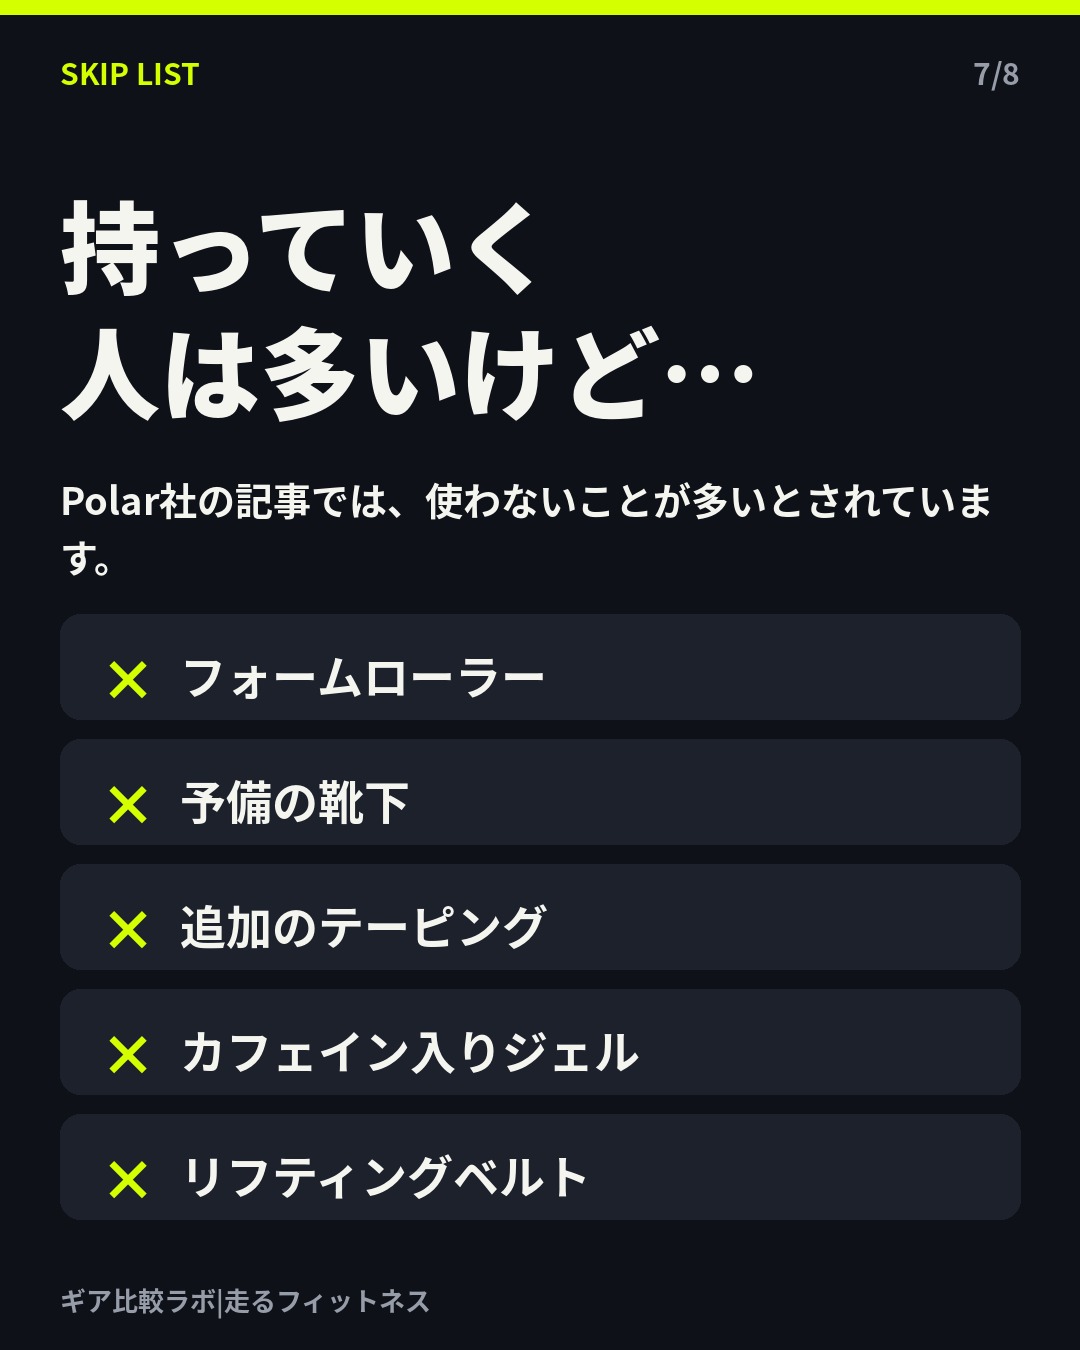 SKIP LIST
7/8
持っていく
人は多いけど…
Polar社の記事では、使わないことが多いとされていま
す。
× フォームローラー
× 予備の靴下
× 追加のテーピング
× カフェイン入りジェル
× リフティングベルト
ギア比較ラボ|走るフィットネス